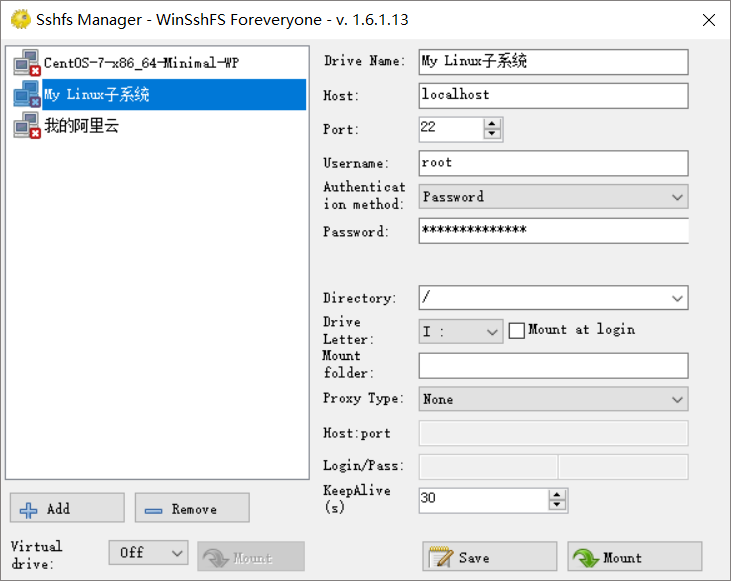 Sshfs Manager - WinSshFS Foreveryone - v. 1.6.1.13
CentOS-7-x86_64-Minimal-WP
My Linux子系统
我的阿里云
Drive Name: My Linux子系统
Host: localhost
Port: 22
Username: root
Authenticat
ion method: Password
Password: **************
Directory: /
Drive
Letter: I : Mount at login
Mount
folder:
Proxy Type: None
Host:port
Login/Pass:
KeepAlive
(s) 30
Add Remove
Virtual
drive: Off Mount
Save Mount